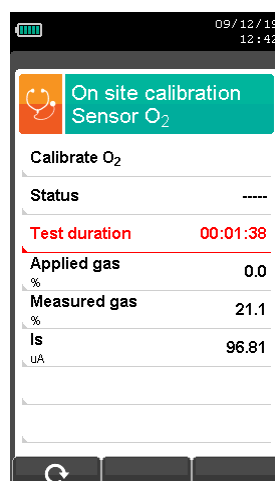 09/12/19
12:42
On site calibration
Sensor O₂
Calibrate O₂
Status -----
Test duration 00:01:38
Applied gas 0.0
%
Measured gas 21.1
%
Is 96.81
uA